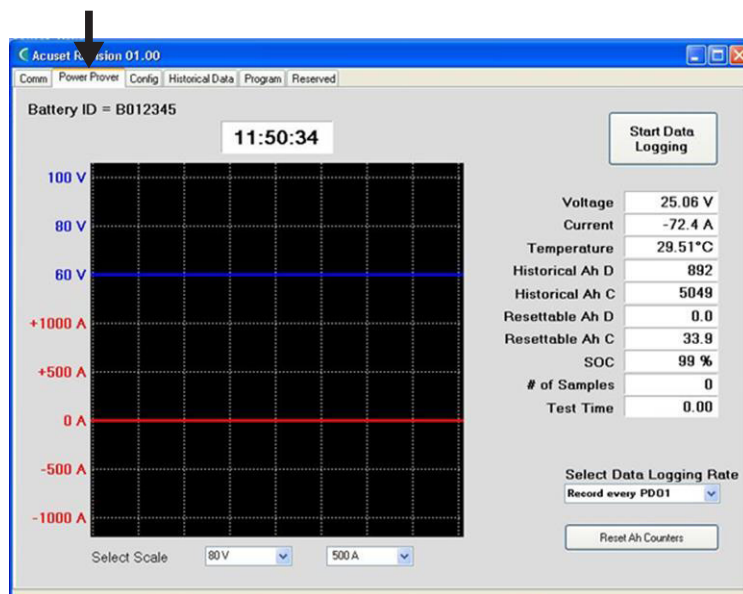 Acuset R sion 01.00
Comm Power Prover Config Historical Data Program Reserved
Battery ID = B012345
11:50:34
Start Data
Logging
100 V
80 V
60 V
+1000 A
+500 A
0 A
-500 A
-1000 A
Voltage 25.06 V
Current -72.4 A
Temperature 29.51°C
Historical Ah D 892
Historical Ah C 5049
Resettable Ah D 0.0
Resettable Ah C 33.9
SOC 99 %
# of Samples 0
Test Time 0.00
Select Data Logging Rate
Record every PDO1
Reset Ah Counters
Select Scale 80 V 500 A